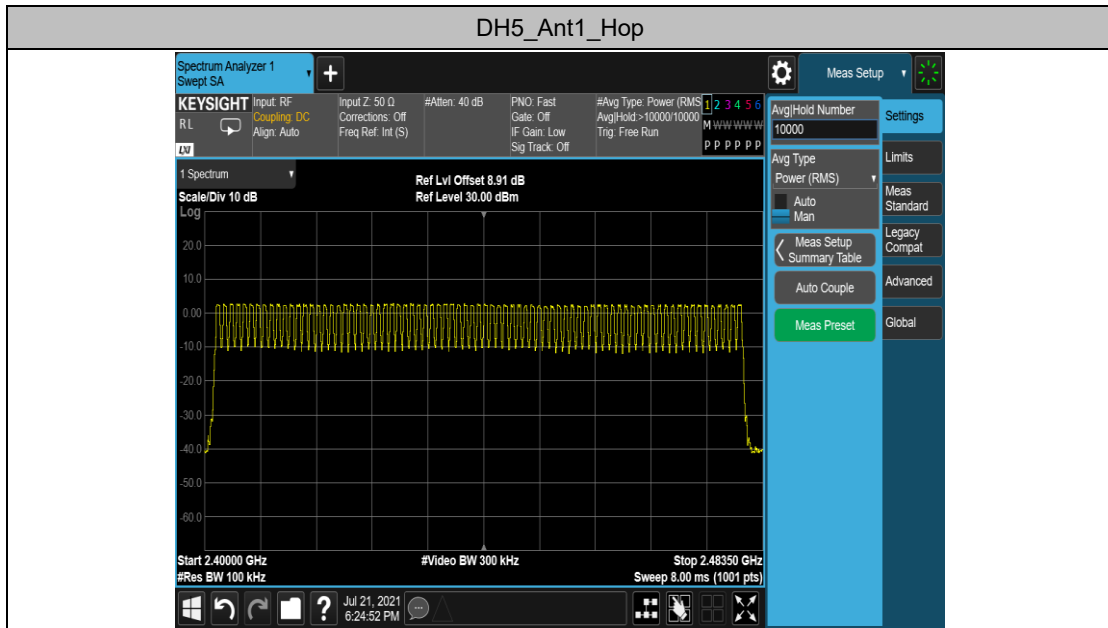 DH5_Ant1_Hop
Spectrum Analyzer 1
Swept SA
+
Meas Setup
KEYSIGHT
RL
LXI
Input: RF
Coupling: DC
Align: Auto
Input Z: 50 Ω
Corrections: Off
Freq Ref: Int (S)
#Atten: 40 dB
PNO: Fast
Gate: Off
IF Gain: Low
Sig Track: Off
#Avg Type: Power (RMS
Avg|Hold:>10000/10000
Trig: Free Run
1 2 3 4 5 6
M W W W W W
P P P P P P
1 Spectrum
Scale/Div 10 dB
Log
Ref Lvl Offset 8.91 dB
Ref Level 30.00 dBm
20.0
10.0
0.00
-10.0
-20.0
-30.0
-40.0
-50.0
-60.0
Start 2.40000 GHz
#Res BW 100 kHz
#Video BW 300 kHz
Stop 2.48350 GHz
Sweep 8.00 ms (1001 pts)
Avg|Hold Number
10000
Avg Type
Power (RMS)
Auto
Man
Meas Setup
Summary Table
Auto Couple
Meas Preset
Settings
Limits
Meas
Standard
Legacy
Compat
Advanced
Global
?
Jul 21, 2021
6:24:52 PM